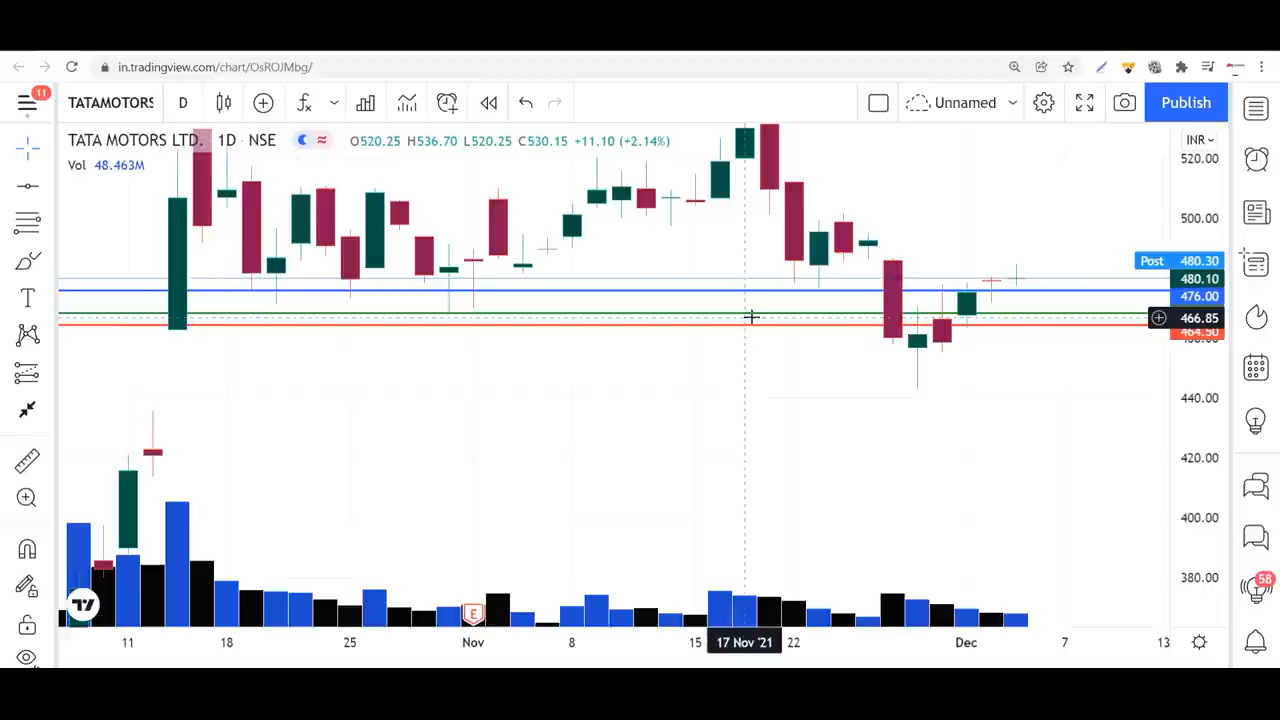 in.tradingview.com/chart/OsROJMbg/
11
TATAMOTORS
D
Unnamed
Publish
TATA MOTORS LTD. 1D NSE
O520.25 H536.70 L520.25 C530.15 +11.10 (+2.14%)
INR
Vol 48.463M
520.00
500.00
Post 480.30
480.10
476.00
466.85
464.50
460.00
440.00
420.00
400.00
380.00
58
E
11 18 25 Nov 8 15 17 Nov '21 22 Dec 7 13